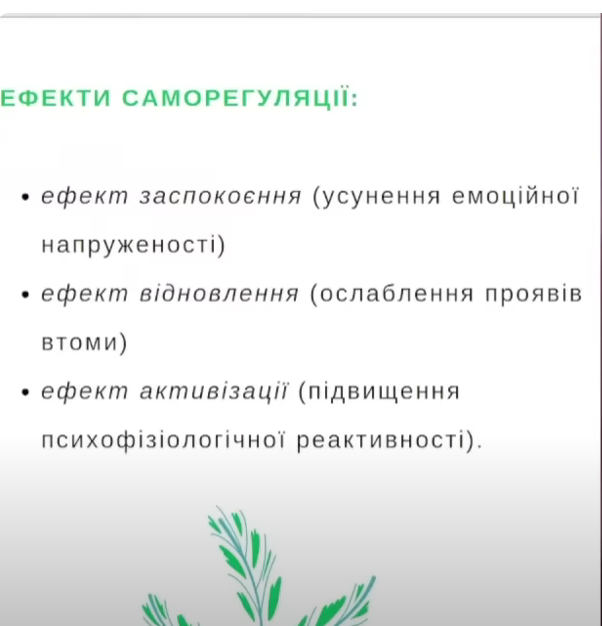 ЕФЕКТИ САМОРЕГУЛЯЦІЇ:
• ефект заспокоєння (усунення емоційної
напруженості)
• ефект відновлення (ослаблення проявів
втоми)
• ефект активізації (підвищення
психофізіологічної реактивності).